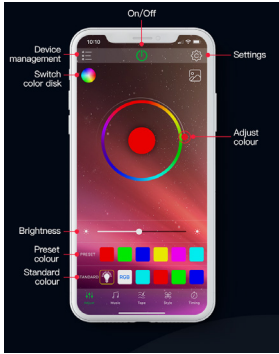 On/Off
Device
management
10:10
Settings
Switch
color disk
Adjust
colour
Brightness
Preset
colour
PRESET
Standard
colour
STANDARD
RGB
Adjust
Music
Tape
Style
Timing